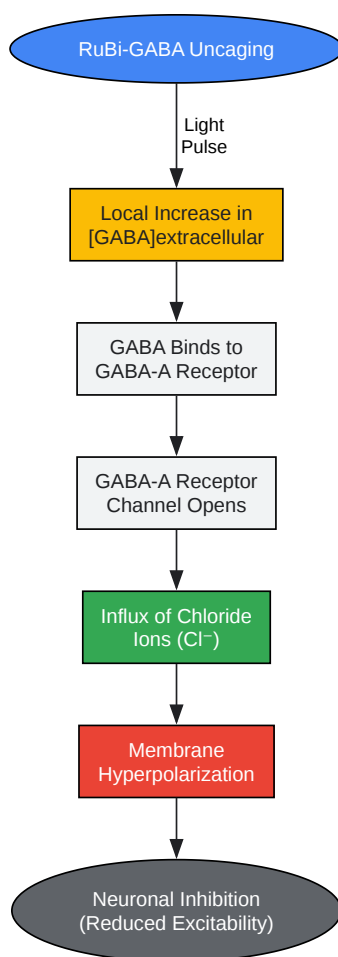 RuBi-GABA Uncaging
Light
Pulse
Local Increase in
[GABA]extracellular
GABA Binds to
GABA-A Receptor
GABA-A Receptor
Channel Opens
Influx of Chloride
Ions (Cl⁻)
Membrane
Hyperpolarization
Neuronal Inhibition
(Reduced Excitability)